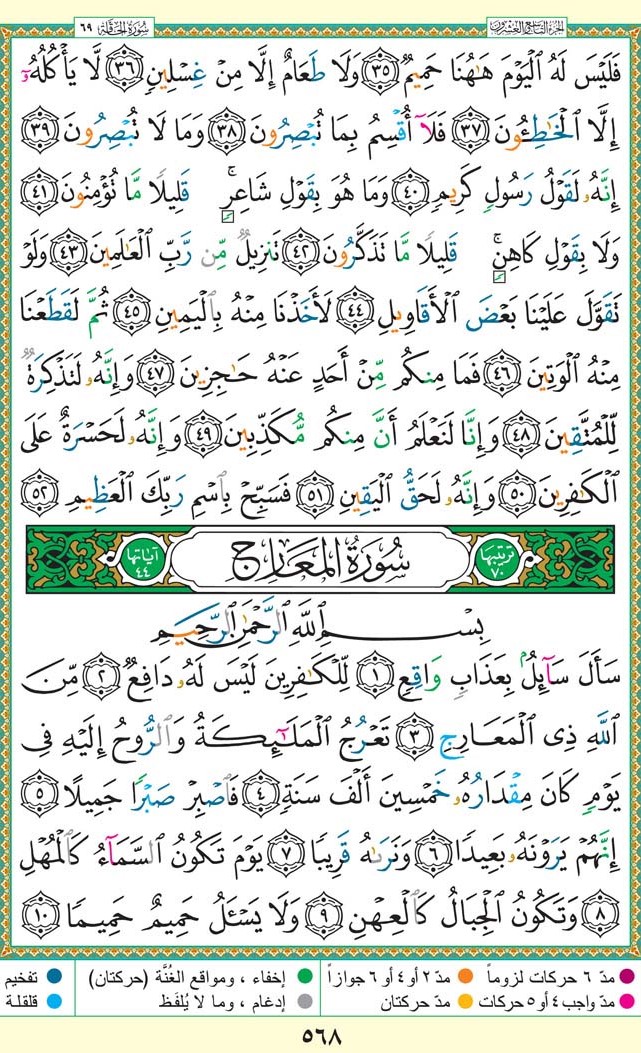 الجزء التاسع والعشرون
سورة الحاقة ٦٩
فَلَيْسَ لَهُ ٱلْيَوْمَ هَـٰهُنَا حَمِيمٌ ٣٥ وَلَا طَعَامٌ إِلَّا مِنْ غِسْلِينٍ ٣٦ لَّا يَأْكُلُهُۥٓ
إِلَّا ٱلْخَـٰطِـُٔونَ ٣٧ فَلَآ أُقْسِمُ بِمَا تُبْصِرُونَ ٣٨ وَمَا لَا تُبْصِرُونَ ٣٩
إِنَّهُۥ لَقَوْلُ رَسُولٍ كَرِيمٍ ٤٠ وَمَا هُوَ بِقَوْلِ شَاعِرٍ ۚ قَلِيلًا مَّا تُؤْمِنُونَ ٤١
وَلَا بِقَوْلِ كَاهِنٍ ۚ قَلِيلًا مَّا تَذَكَّرُونَ ٤٢ تَنزِيلٌ مِّن رَّبِّ ٱلْعَـٰلَمِينَ ٤٣ وَلَوْ
تَقَوَّلَ عَلَيْنَا بَعْضَ ٱلْأَقَاوِيلِ ٤٤ لَأَخَذْنَا مِنْهُ بِٱلْيَمِينِ ٤٥ ثُمَّ لَقَطَعْنَا
مِنْهُ ٱلْوَتِينَ ٤٦ فَمَا مِنكُم مِّنْ أَحَدٍ عَنْهُ حَـٰجِزِينَ ٤٧ وَإِنَّهُۥ لَتَذْكِرَةٌ
لِّلْمُتَّقِينَ ٤٨ وَإِنَّا لَنَعْلَمُ أَنَّ مِنكُم مُّكَذِّبِينَ ٤٩ وَإِنَّهُۥ لَحَسْرَةٌ عَلَى
ٱلْكَـٰفِرِينَ ٥٠ وَإِنَّهُۥ لَحَقُّ ٱلْيَقِينِ ٥١ فَسَبِّحْ بِٱسْمِ رَبِّكَ ٱلْعَظِيمِ ٥٢
ترتيبها ٧٠ سُورَةُ المَعَارِجِ آياتها ٤٤
بِسْمِ ٱللَّهِ ٱلرَّحْمَـٰنِ ٱلرَّحِيمِ
سَأَلَ سَآئِلٌۢ بِعَذَابٍ وَاقِعٍ ١ لِّلْكَـٰفِرِينَ لَيْسَ لَهُۥ دَافِعٌ ٢ مِّنَ
ٱللَّهِ ذِى ٱلْمَعَارِجِ ٣ تَعْرُجُ ٱلْمَلَـٰٓئِكَةُ وَٱلرُّوحُ إِلَيْهِ فِى
يَوْمٍ كَانَ مِقْدَارُهُۥ خَمْسِينَ أَلْفَ سَنَةٍ ٤ فَٱصْبِرْ صَبْرًا جَمِيلًا ٥
إِنَّهُمْ يَرَوْنَهُۥ بَعِيدًا ٦ وَنَرَىٰهُ قَرِيبًا ٧ يَوْمَ تَكُونُ ٱلسَّمَآءُ كَٱلْمُهْلِ
٨ وَتَكُونُ ٱلْجِبَالُ كَٱلْعِهْنِ ٩ وَلَا يَسْـَٔلُ حَمِيمٌ حَمِيمًا ١٠
مدّ ٦ حركات لزوماً مدّ ٢ أو ٤ أو ٦ جوازاً إخفاء ، ومواقع الغُنَّة (حركتان) تفخيم
مدّ واجب ٤ أو ٥ حركات مدّ حركتان إدغام ، وما لا يُلفَظ قلقلة
٥٦٨